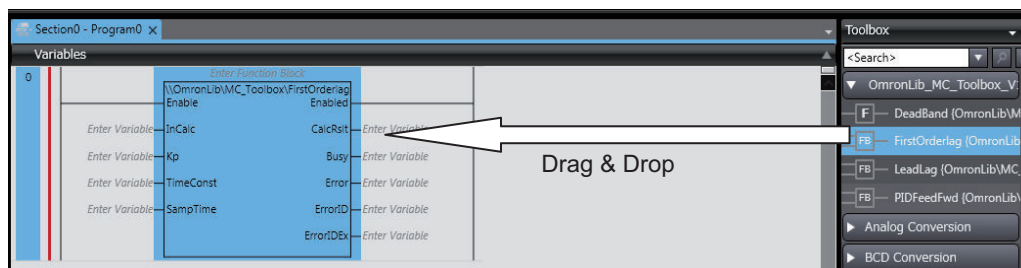 Section0 - Program0 ×
Variables
0
Enter Function Block
\\OmronLib\MC_Toolbox\FirstOrderlag
Enable Enabled
Enter Variable InCalc CalcRslt Enter Variable
Enter Variable Kp Busy Enter Variable
Enter Variable TimeConst Error Enter Variable
Enter Variable SampTime ErrorID Enter Variable
ErrorIDEx Enter Variable
Drag & Drop
Toolbox
<Search>
OmronLib_MC_Toolbox_V
F DeadBand {OmronLib\M
FB FirstOrderlag {OmronLib
FB LeadLag {OmronLib\MC_
FB PIDFeedFwd {OmronLib\
Analog Conversion
BCD Conversion